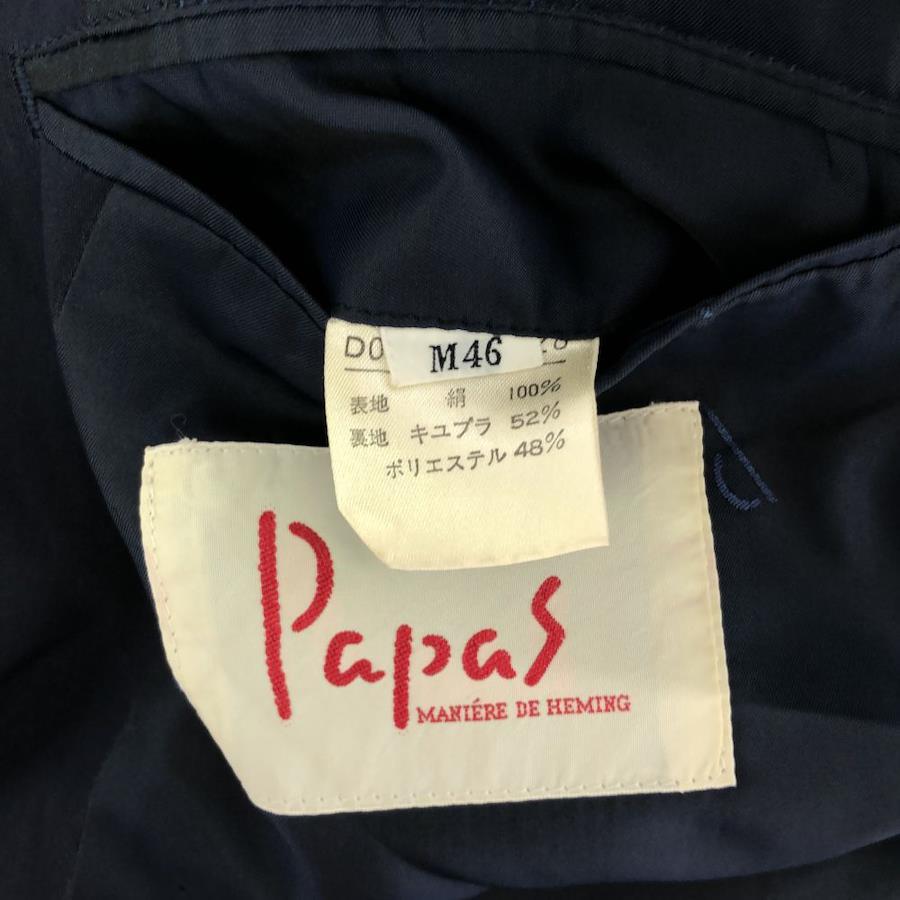 M46
表地 絹 100%
裏地 キユプラ 52%
ポリエステル 48%
Papas
MANIÉRE DE HEMING